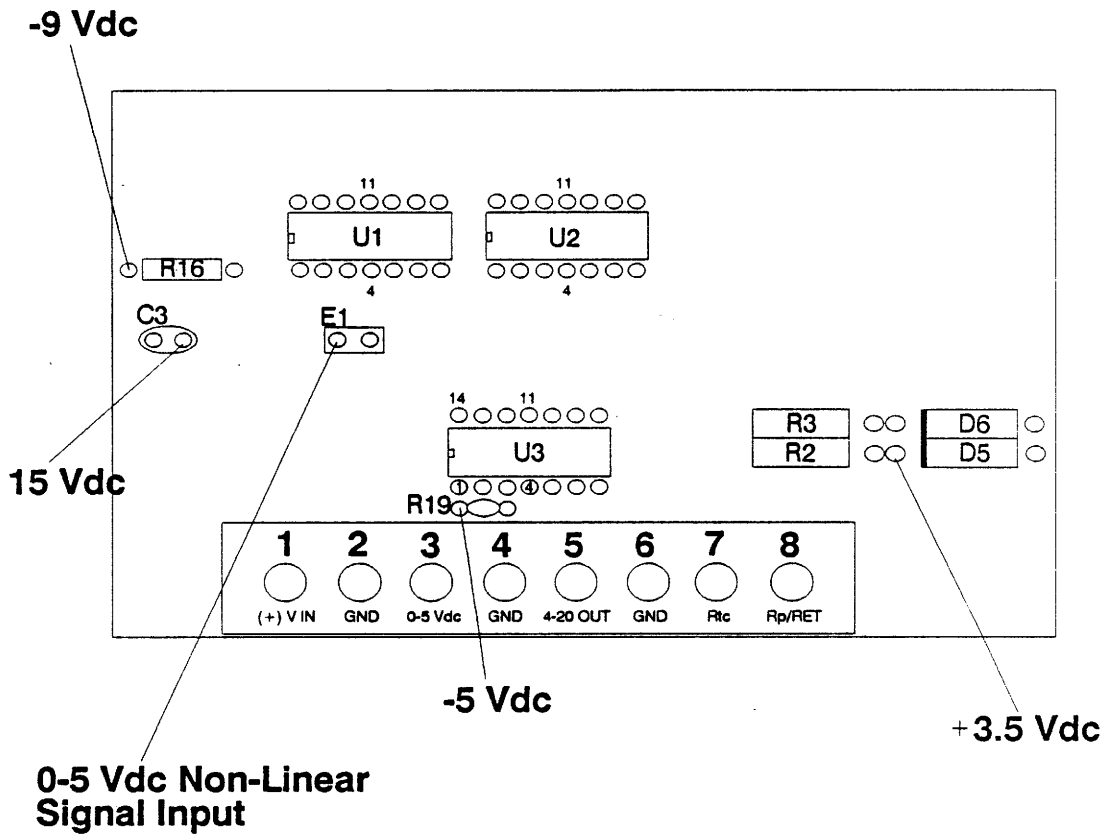 -9 Vdc
11
11
U1
U2
R16
4
4
C3
E1
14
11
R3
D6
U3
R2
D5
15 Vdc
1
4
R19
1 2 3 4 5 6 7 8
(+) V IN GND 0-5 Vdc GND 4-20 OUT GND Rtc Rp/RET
-5 Vdc
+3.5 Vdc
0-5 Vdc Non-Linear
Signal Input